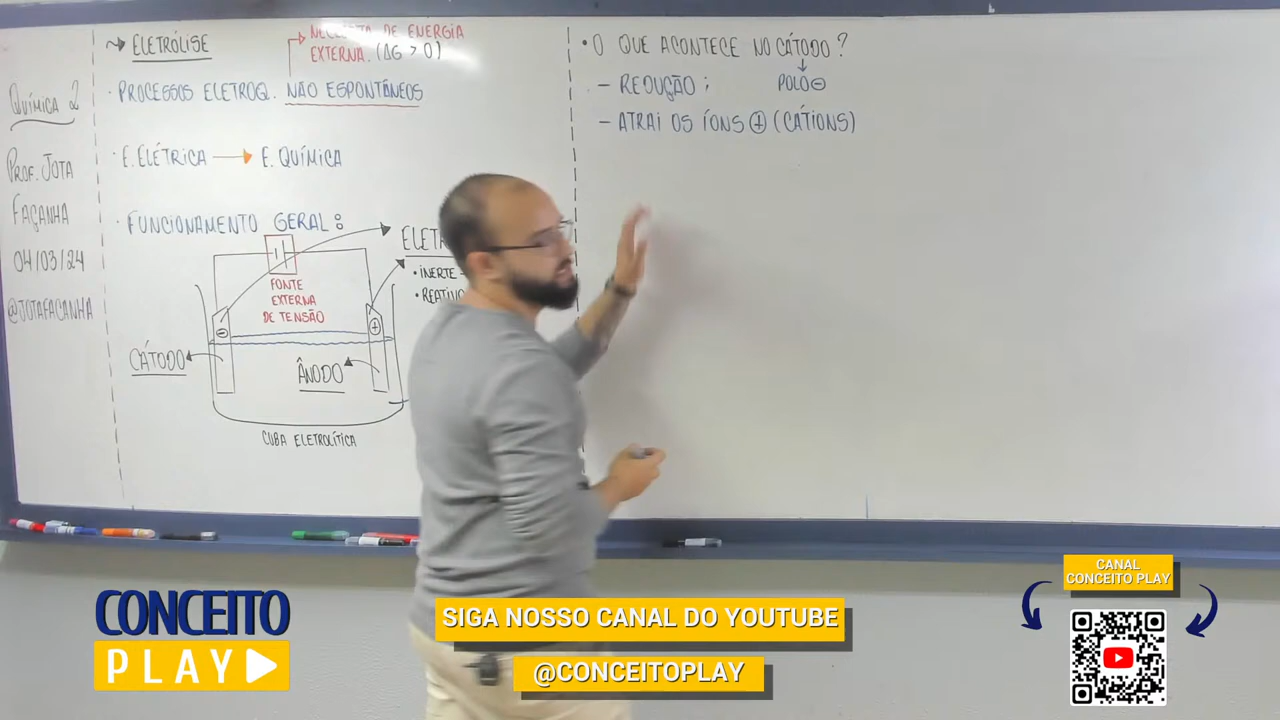 QUÍMICA 2
PROF. JOTA
FAÇANHA
04/03/24
@JOTAFAÇANHA
ELETRÓLISE
NECESSITA DE ENERGIA
EXTERNA. (ΔG > 0)
• PROCESSOS ELETROQ. NÃO ESPONTÂNEOS
• E. ELÉTRICA → E. QUÍMICA
• FUNCIONAMENTO GERAL:
FONTE
EXTERNA
DE TENSÃO
• INERTE
⊖
⊕
CÁTODO
ÂNODO
CUBA ELETROLÍTICA
• O QUE ACONTECE NO CÁTODO?
- REDUÇÃO; POLO ⊖
- ATRAI OS ÍONS ⊕ (CÁTIONS)
CONCEITO
PLAY
SIGA NOSSO CANAL DO YOUTUBE
@CONCEITOPLAY
CANAL
CONCEITO PLAY